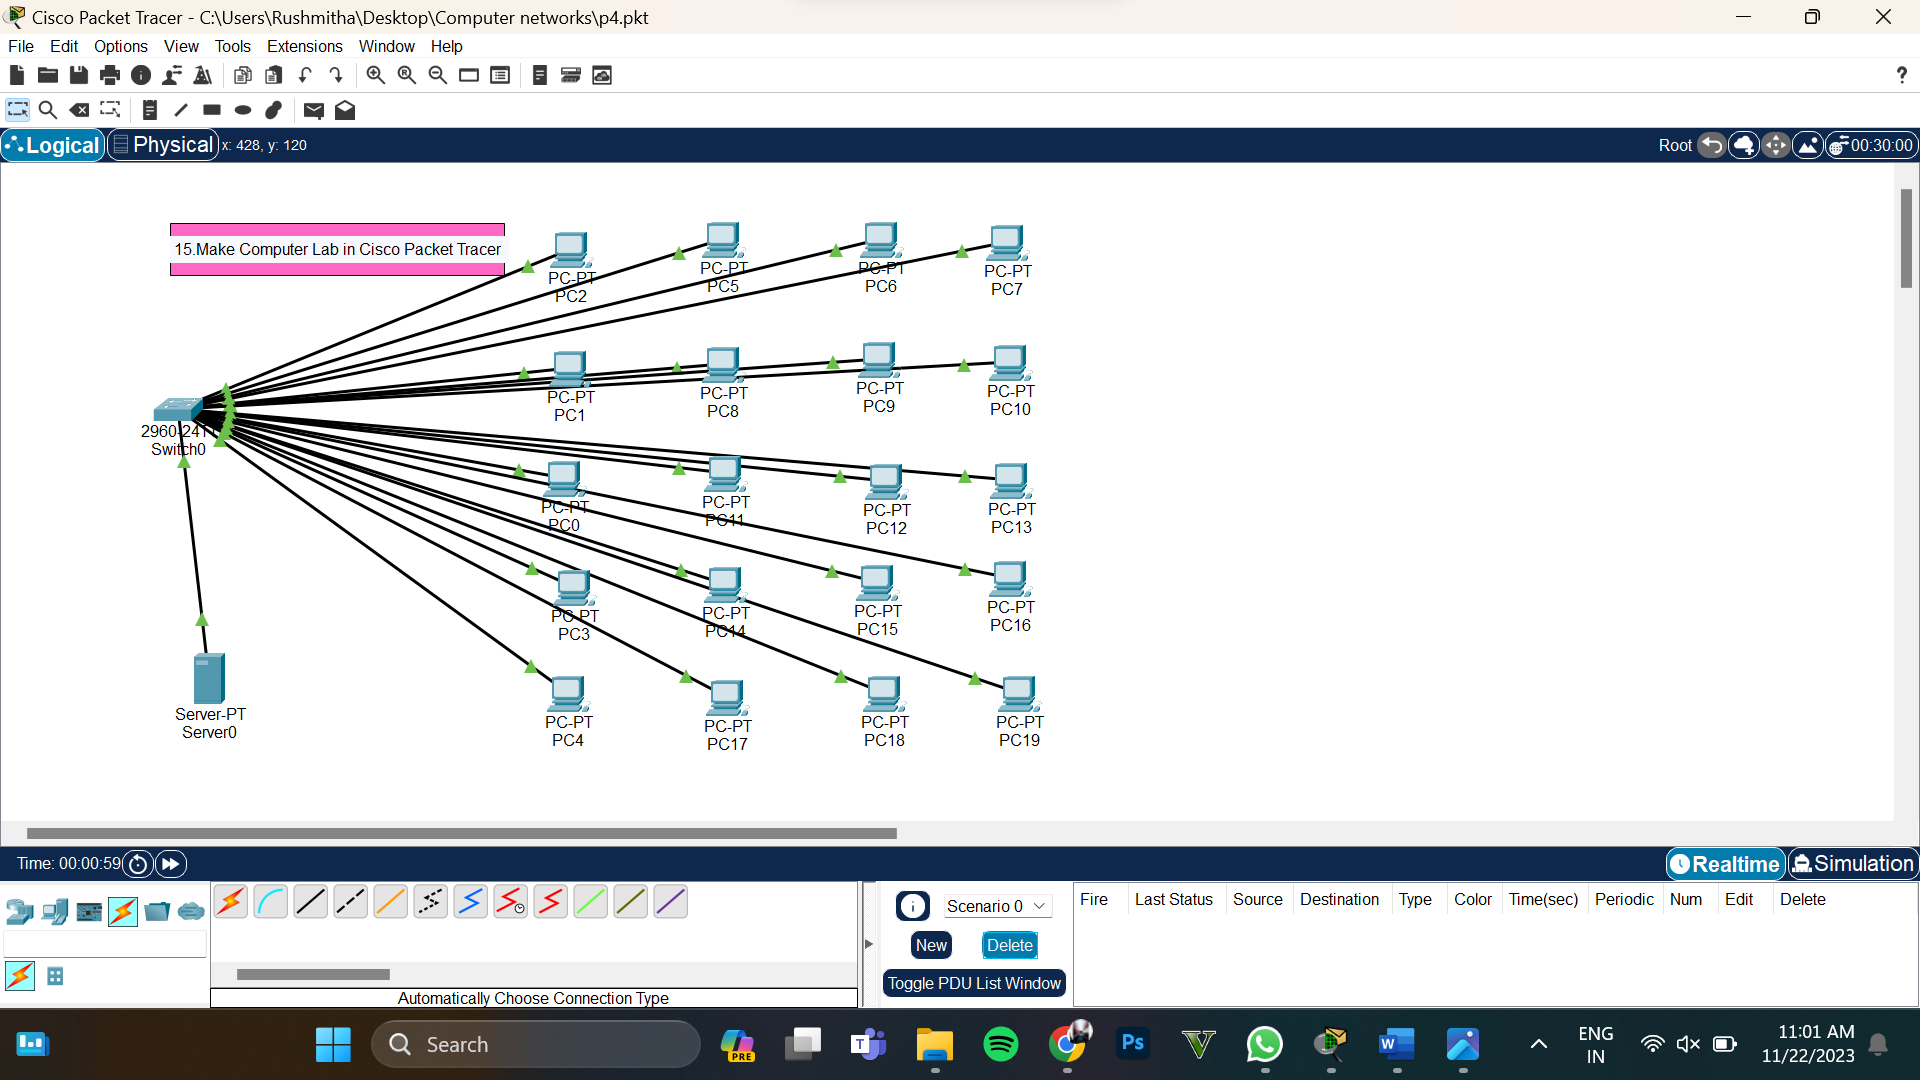 Cisco Packet Tracer - C:\Users\Rushmitha\Desktop\Computer networks\p4.pkt
File Edit Options View Tools Extensions Window Help
?
Logical Physical x: 428, y: 120 Root 00:30:00
15.Make Computer Lab in Cisco Packet Tracer
PC-PT
PC2
PC-PT
PC5
PC-PT
PC6
PC-PT
PC7
PC-PT
PC1
PC-PT
PC8
PC-PT
PC9
PC-PT
PC10
Switch0
PC-PT
PC0
PC-PT
PC11
PC-PT
PC12
PC-PT
PC13
PC-PT
PC3
PC-PT
PC14
PC-PT
PC15
PC-PT
PC16
Server-PT
Server0
PC-PT
PC4
PC-PT
PC17
PC-PT
PC18
PC-PT
PC19
Time: 00:00:59 Realtime Simulation
Scenario 0
New Delete
Toggle PDU List Window
Fire Last Status Source Destination Type Color Time(sec) Periodic Num Edit Delete
Automatically Choose Connection Type
Search
PRE
T
Ps
V
W
ENG
IN
11:01 AM
11/22/2023